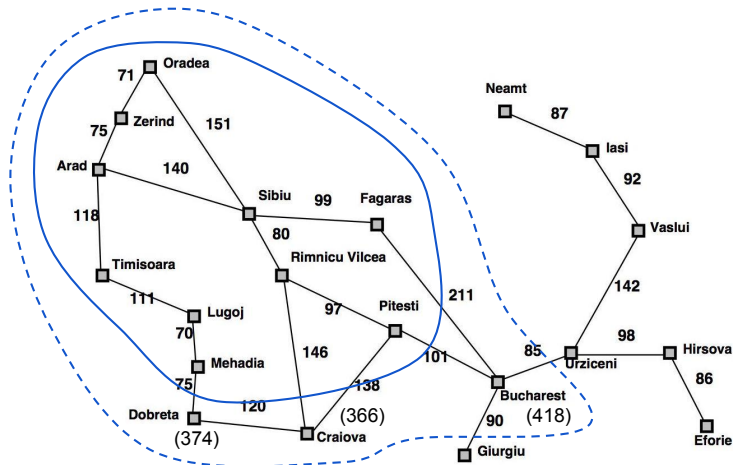 71
Oradea
Neamt
87
75
Zerind
151
Iasi
Arad
140
92
Sibiu
99
Fagaras
118
80
Vaslui
Timisoara
Rimnicu Vilcea
111
Lugoj
97
Pitesti
211
142
70
146
85
98
Hirsova
Mehadia
101
Urziceni
75
138
86
120
Bucharest
Dobreta
(366)
90
(418)
(374)
Craiova
Eforie
Giurgiu